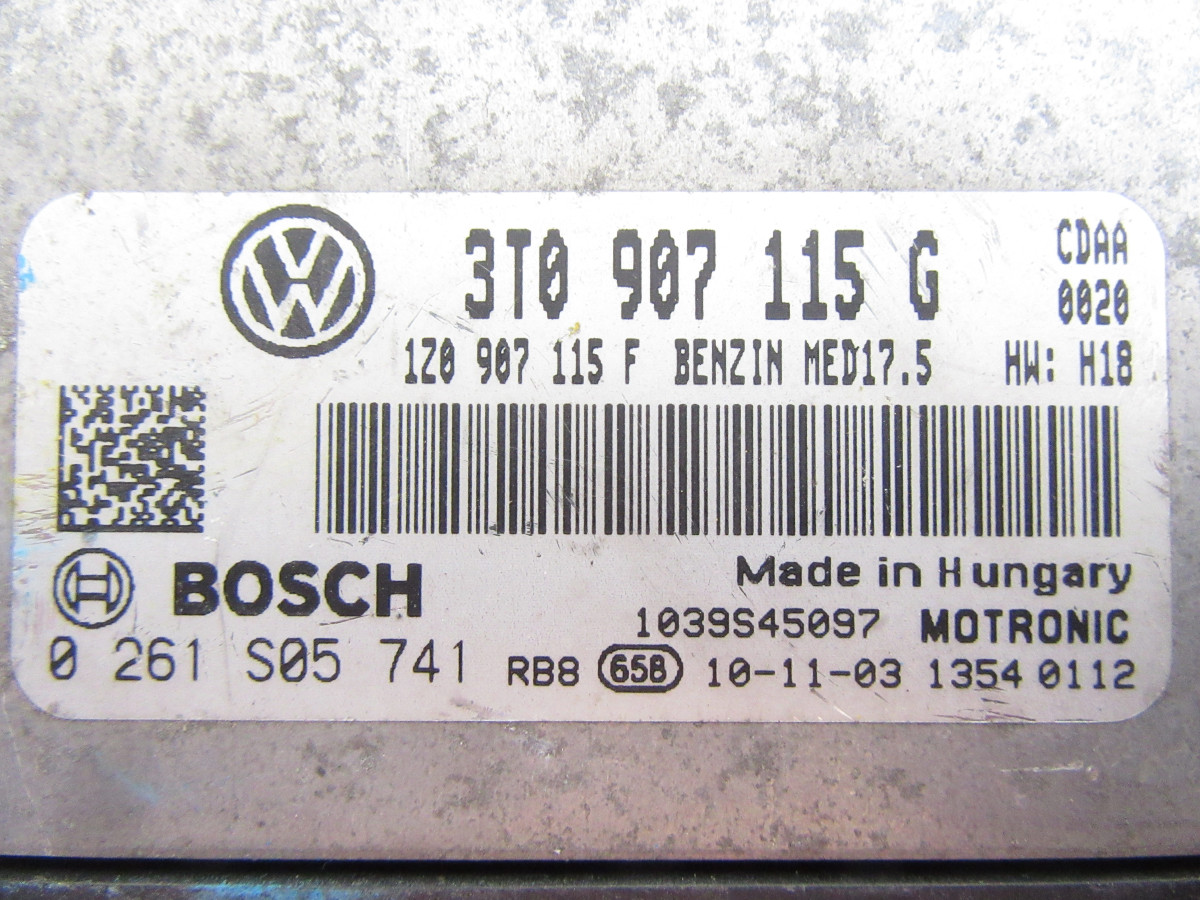 3T0 907 115 G
CDAA
0020
1Z0 907 115 F BENZIN MED17.5 HW: H18
BOSCH
Made in Hungary
1039S45097 MOTRONIC
0 261 S05 741
RB8 658 10-11-03 1354 0112